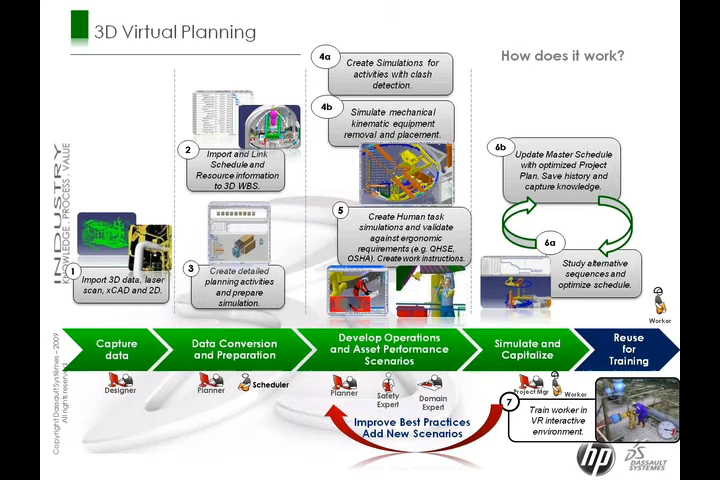 3D Virtual Planning
How does it work?
4a
Create Simulations for
activities with clash
detection.
4b
Simulate mechanical
kinematic equipment
removal and placement.
2
Import and Link
Schedule and
Resource information
to 3D WBS.
6b
Update Master Schedule
with optimized Project
Plan. Save history and
capture knowledge.
INDUSTRY
KNOWLEDGE, PROCESS, VALUE
5
Create Human task
simulations and validate
against ergonomic
requirements (e.g. QHSE,
OSHA). Create work instructions.
6a
Study alternative
sequences and
optimize schedule.
1
Import 3D data, laser
scan, xCAD and 2D.
3
Create detailed
planning activities and
prepare
simulation.
Worker
Capture
data
Data Conversion
and Preparation
Develop Operations
and Asset Performance
Scenarios
Simulate and
Capitalize
Reuse
for
Training
Designer
Planner
Scheduler
Planner
Safety
Expert
Domain
Expert
Project Mgr
Worker
Improve Best Practices
Add New Scenarios
7
Train worker in
VR interactive
environment.
Copyright Dassault Systèmes – 2009
All rights reserved
hp
DS
DASSAULT
SYSTEMES